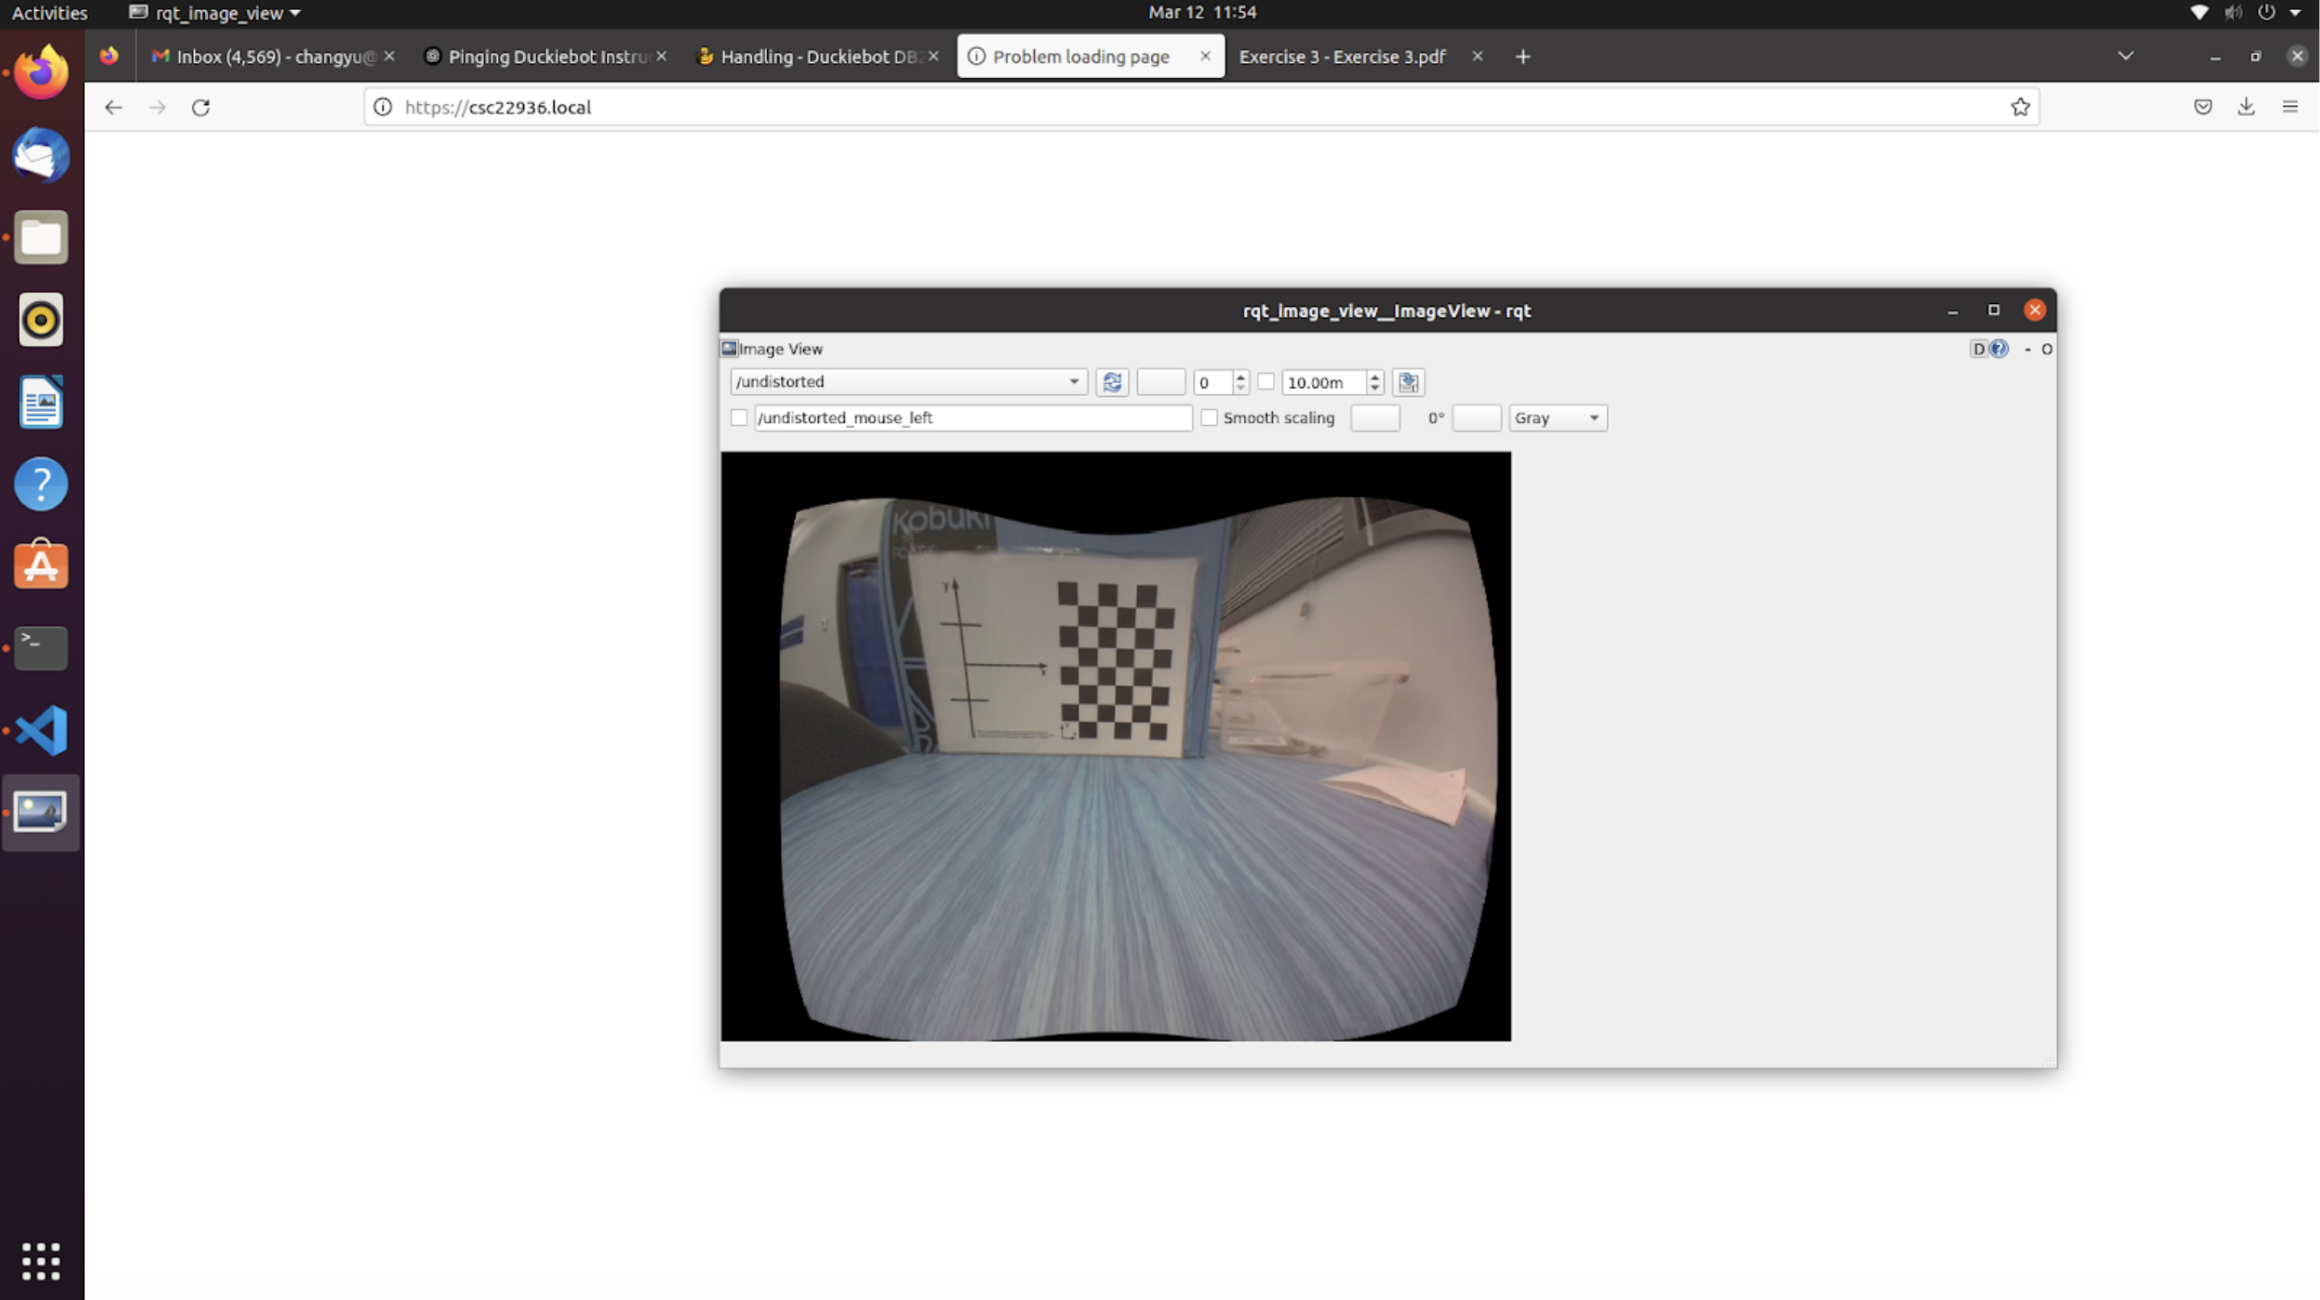 Activities rqt_image_view Mar 12 11:54
Inbox (4,569) - changyu@ Pinging Duckiebot Instruc Handling - Duckiebot DB2 Problem loading page Exercise 3 - Exercise 3.pdf
https://csc22936.local
rqt_image_view__ImageView - rqt
Image View D - O
/undistorted 0 10.00m
/undistorted_mouse_left Smooth scaling 0° Gray
kobuki
y
x